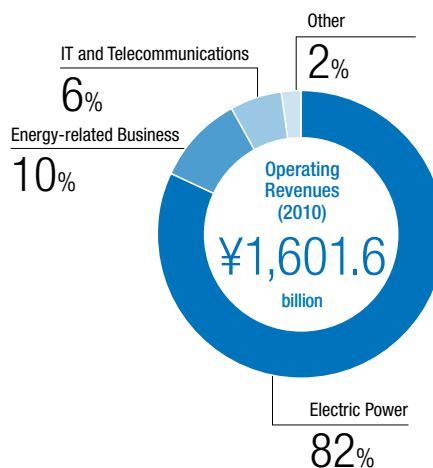 Other
2%
IT and Telecommunications
6%
Energy-related Business
10%
Operating
Revenues
(2010)
¥1,601.6
billion
Electric Power
82%